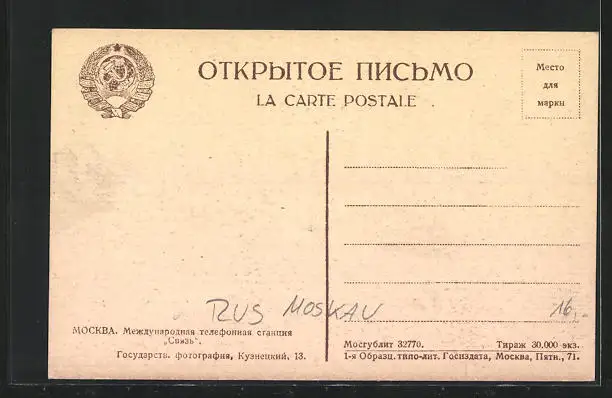 ОТКРЫТОЕ ПИСЬМО
LA CARTE POSTALE
Место
для
марки
RUS MOSKAU
16,-
МОСКВА. Международная телефонная станция
„Связь".
Государств. фотография, Кузнецкий, 13.
Мосгублит 32770. Тираж 30.000 экз.
1-я Образц. типо-лит. Госиздата, Москва, Пятн., 71.